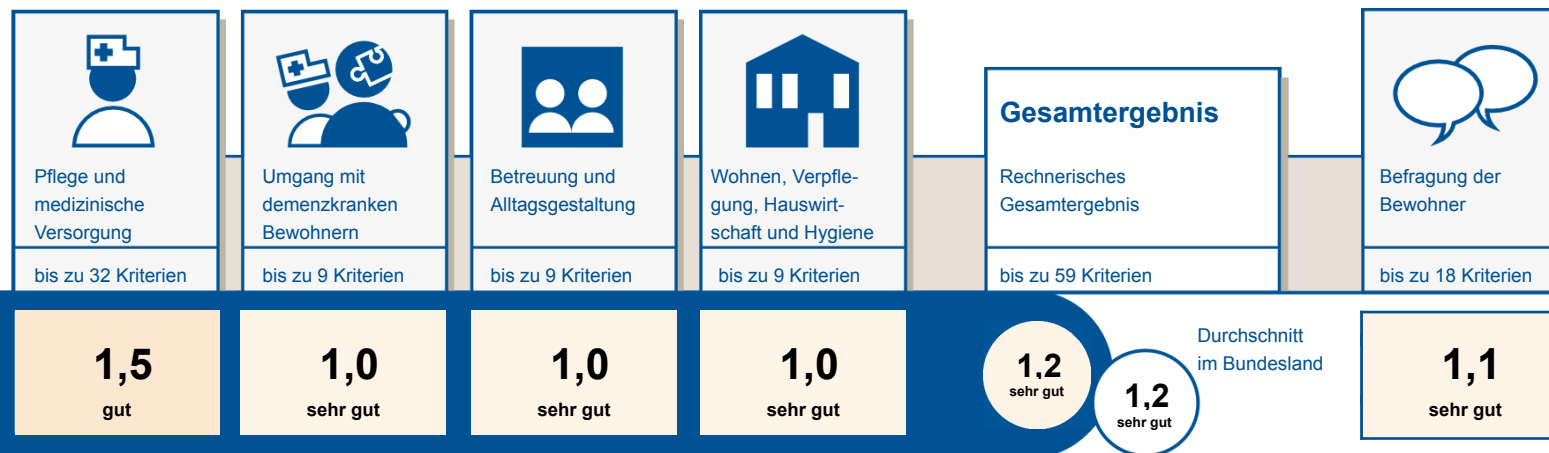 Pflege und
medizinische
Versorgung
bis zu 32 Kriterien
1,5
gut
Umgang mit
demenzkranken
Bewohnern
bis zu 9 Kriterien
1,0
sehr gut
Betreuung und
Alltagsgestaltung
bis zu 9 Kriterien
1,0
sehr gut
Wohnen, Verpfle-
gung, Hauswirt-
schaft und Hygiene
bis zu 9 Kriterien
1,0
sehr gut
Gesamtergebnis
Rechnerisches
Gesamtergebnis
bis zu 59 Kriterien
1,2
sehr gut
Durchschnitt
im Bundesland
1,2
sehr gut
Befragung der
Bewohner
bis zu 18 Kriterien
1,1
sehr gut